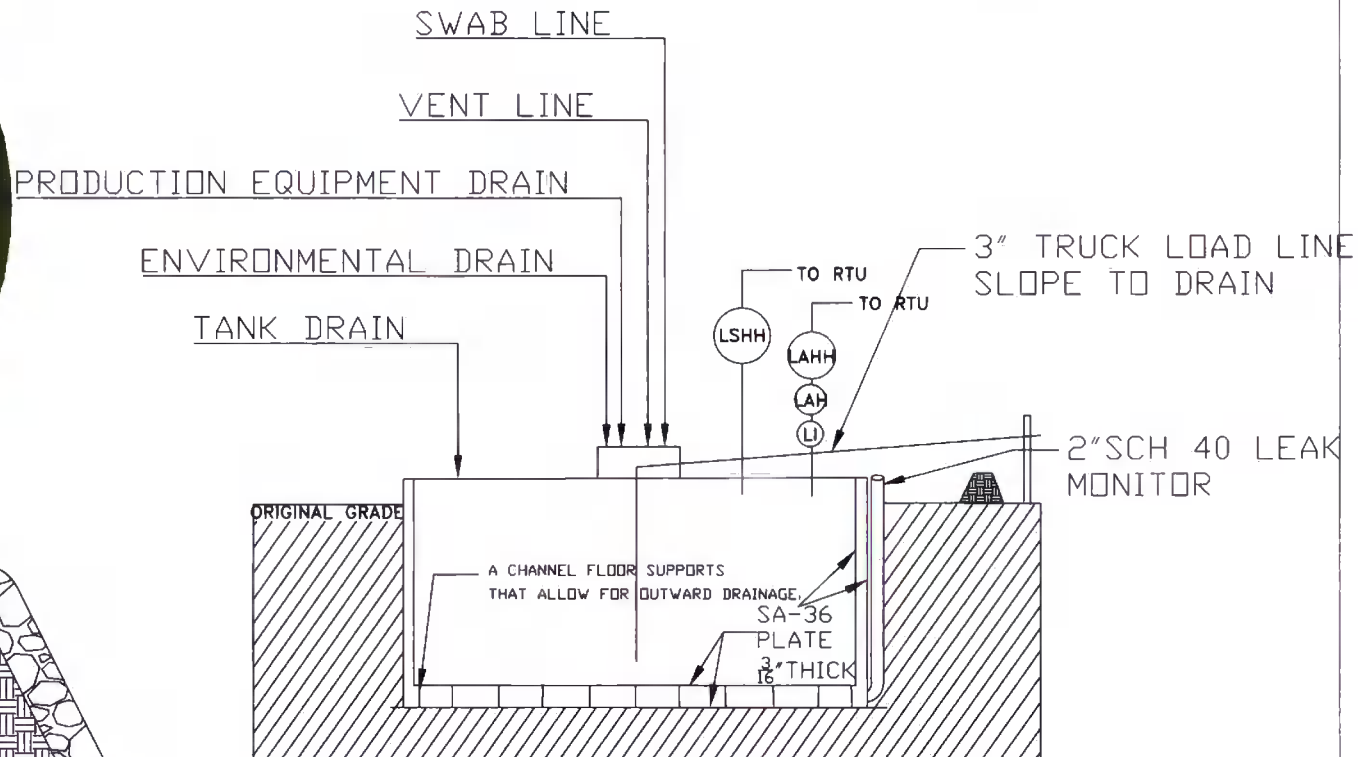 SWAB LINE
VENT LINE
PRODUCTION EQUIPMENT DRAIN
ENVIRONMENTAL DRAIN
TANK DRAIN
TO RTU
TO RTU
3" TRUCK LOAD LINE
SLOPE TO DRAIN
LSHH
LAHH
LAH
LI
2"SCH 40 LEAK
MONITOR
ORIGINAL GRADE
A CHANNEL FLOOR SUPPORTS
THAT ALLOW FOR OUTWARD DRAINAGE,
SA-36
PLATE
3/16"THICK